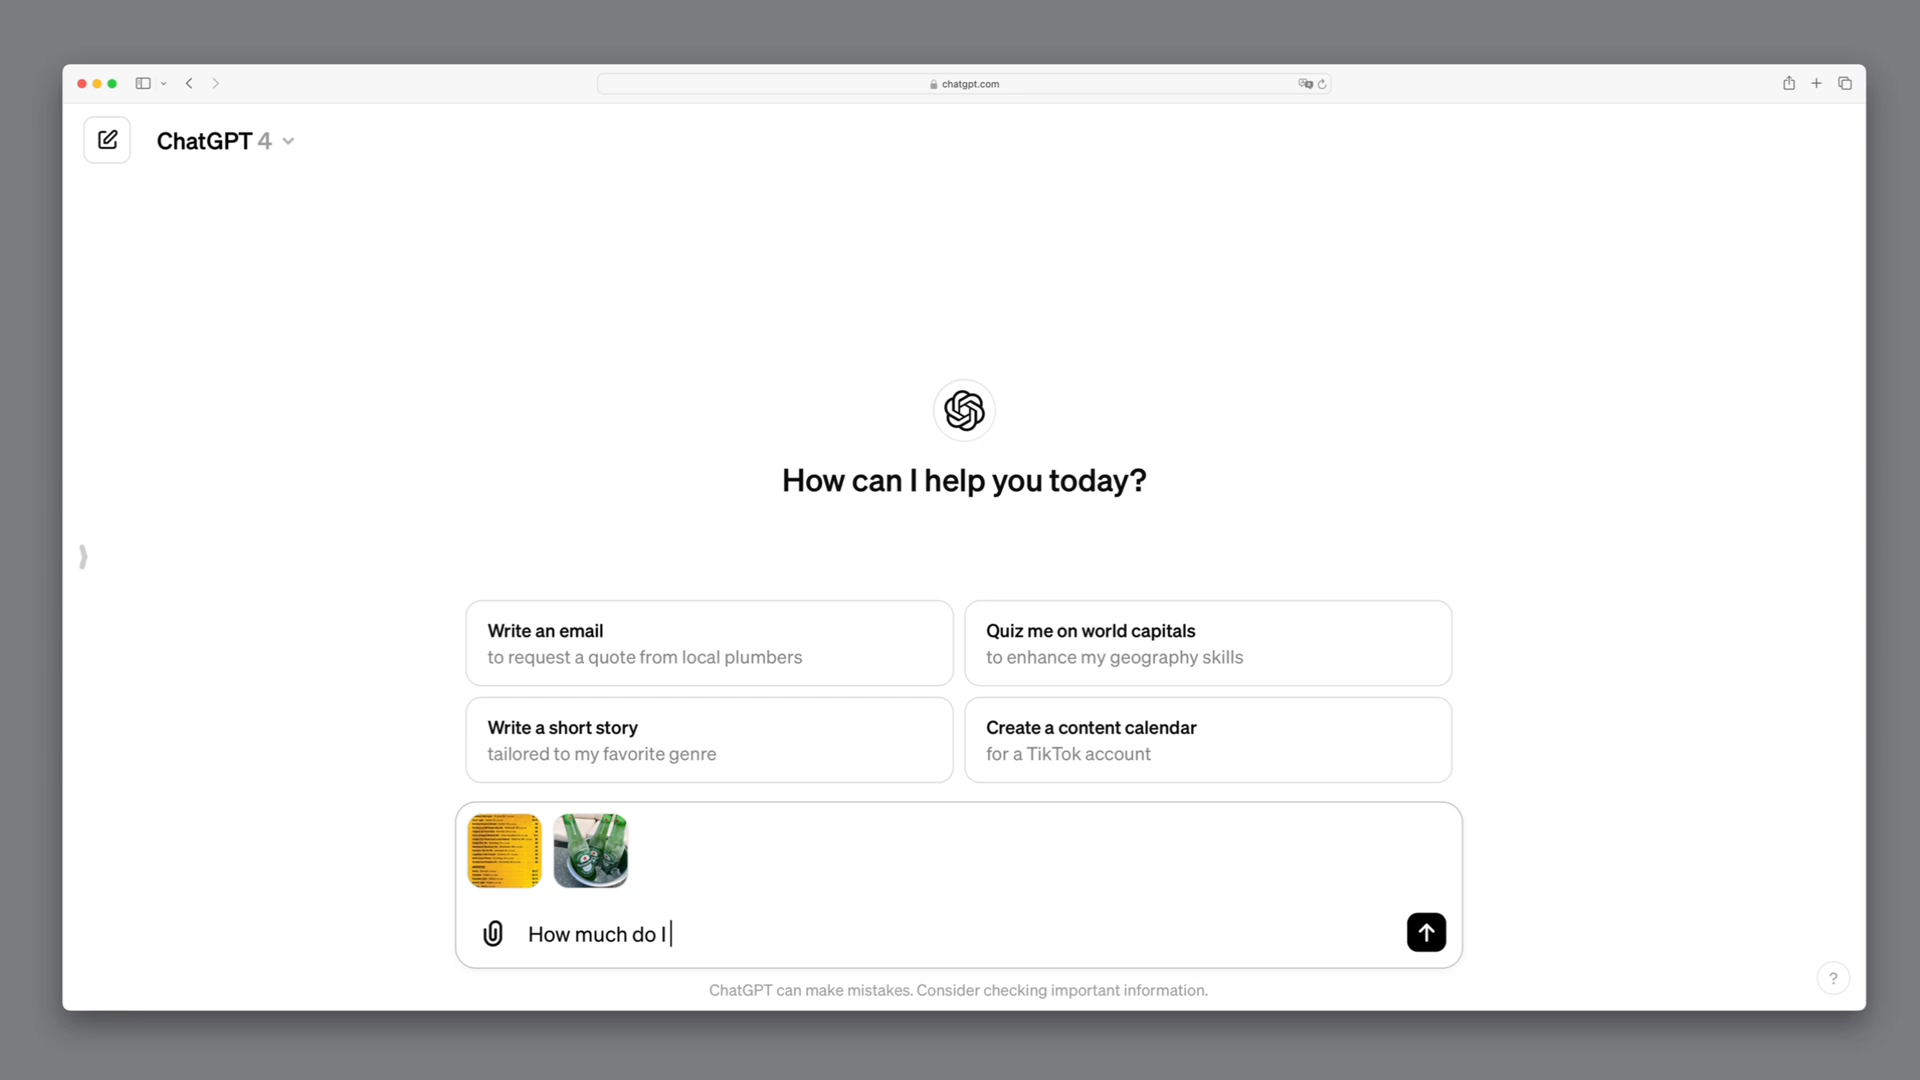 chatgpt.com
ChatGPT 4
How can I help you today?
Write an email
to request a quote from local plumbers
Quiz me on world capitals
to enhance my geography skills
Write a short story
tailored to my favorite genre
Create a content calendar
for a TikTok account
How much do I
ChatGPT can make mistakes. Consider checking important information.
?